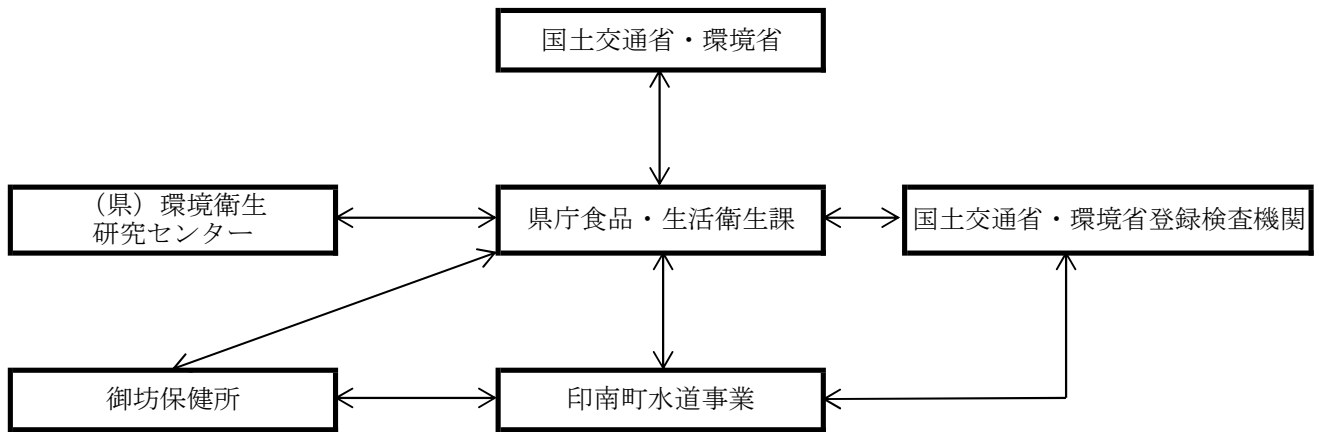 国土交通省・環境省
（県）環境衛生
研究センター
県庁食品・生活衛生課
国土交通省・環境省登録検査機関
御坊保健所
印南町水道事業